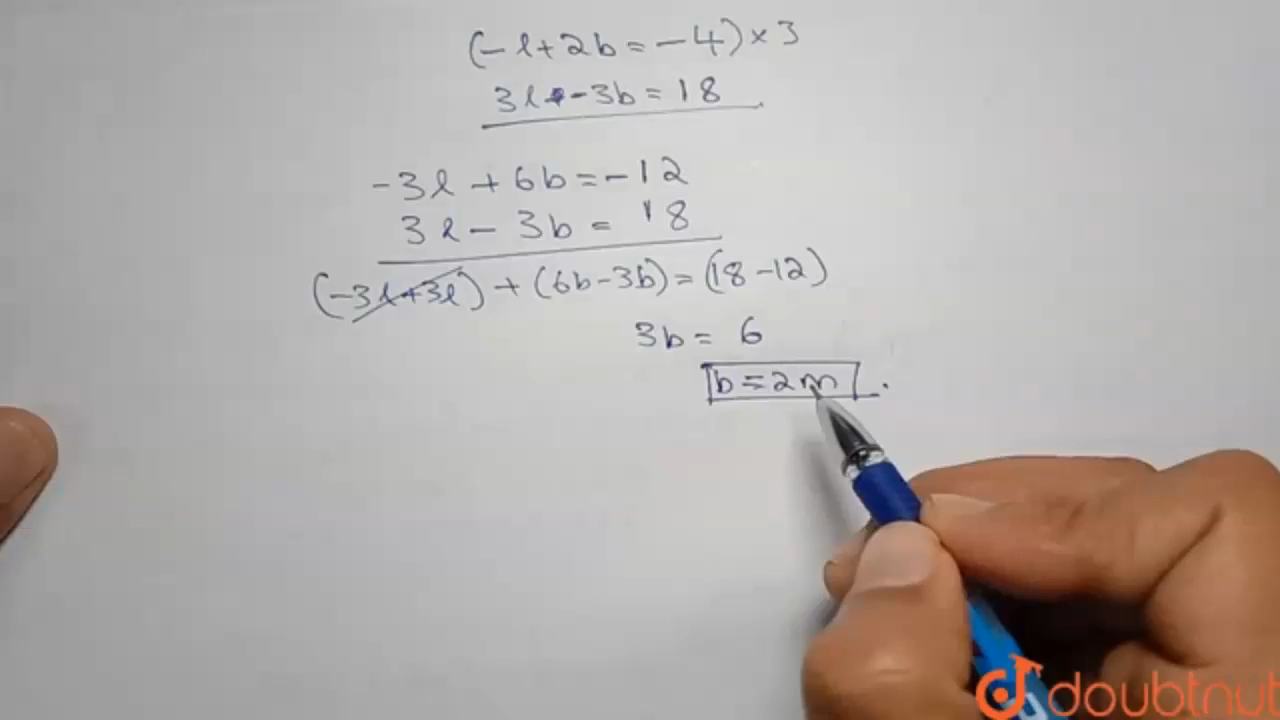 (-l+2b=-4)×3
3l-3b=18
-3l+6b=-12
3l-3b=18
(-3l+3l)+(6b-3b)=(18-12)
3b=6
b=2m.
doubtnut